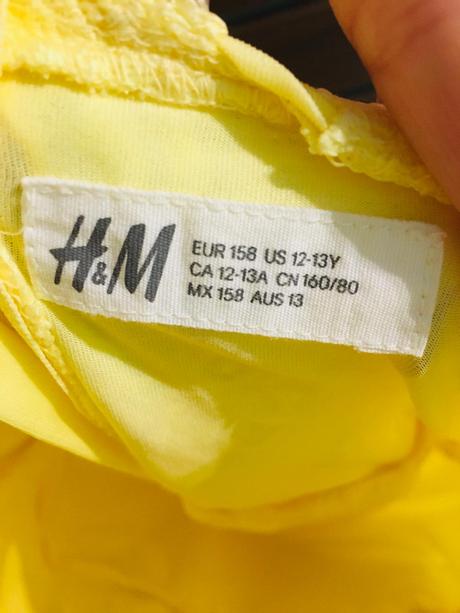 H&M
EUR 158 US 12-13Y
CA 12-13A CN 160/80
MX 158 AUS 13